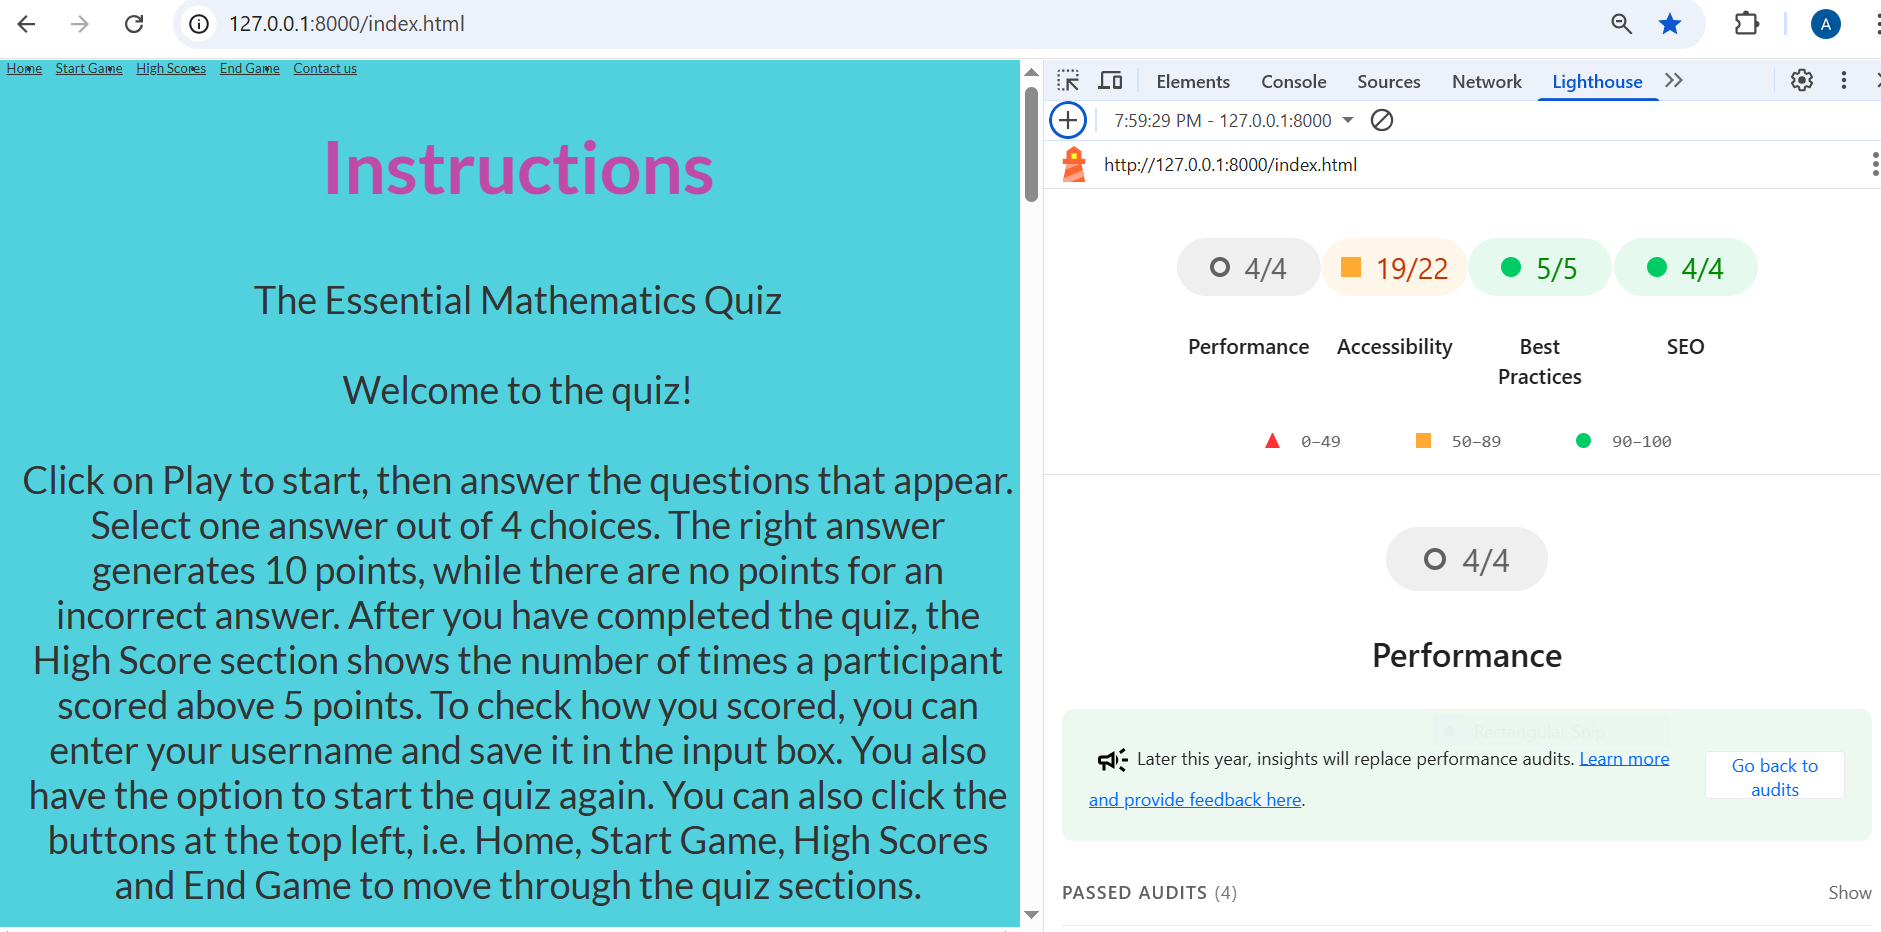 127.0.0.1:8000/index.html
A
Home Start Game High Scores End Game Contact us
Instructions
The Essential Mathematics Quiz
Welcome to the quiz!
Click on Play to start, then answer the questions that appear.
Select one answer out of 4 choices. The right answer
generates 10 points, while there are no points for an
incorrect answer. After you have completed the quiz, the
High Score section shows the number of times a participant
scored above 5 points. To check how you scored, you can
enter your username and save it in the input box. You also
have the option to start the quiz again. You can also click the
buttons at the top left, i.e. Home, Start Game, High Scores
and End Game to move through the quiz sections.
Elements Console Sources Network Lighthouse
7:59:29 PM - 127.0.0.1:8000
http://127.0.0.1:8000/index.html
4/4 19/22 5/5 4/4
Performance Accessibility Best Practices SEO
0–49 50–89 90–100
4/4
Performance
Rectangular Snip
Later this year, insights will replace performance audits. Learn more
and provide feedback here.
Go back to
audits
PASSED AUDITS (4) Show